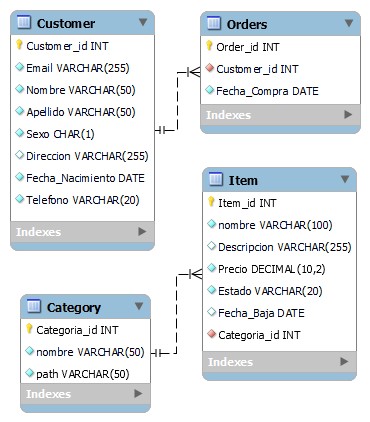 Customer
Customer_id INT
Email VARCHAR(255)
Nombre VARCHAR(50)
Apellido VARCHAR(50)
Sexo CHAR(1)
Direccion VARCHAR(255)
Fecha_Nacimiento DATE
Telefono VARCHAR(20)
Indexes
Orders
Order_id INT
Customer_id INT
Fecha_Compra DATE
Indexes
Item
Item_id INT
nombre VARCHAR(100)
Descripcion VARCHAR(255)
Precio DECIMAL(10,2)
Estado VARCHAR(20)
Fecha_Baja DATE
Categoria_id INT
Indexes
Category
Categoria_id INT
nombre VARCHAR(50)
path VARCHAR(50)
Indexes